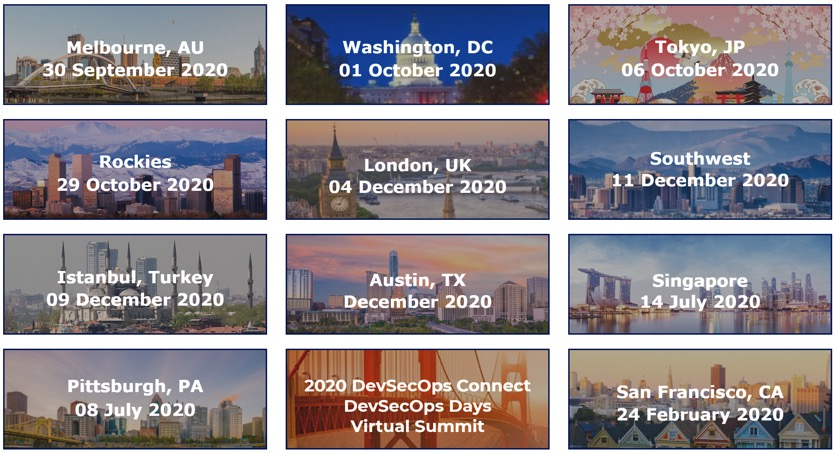 Melbourne, AU
30 September 2020
Washington, DC
01 October 2020
Tokyo, JP
06 October 2020
Rockies
29 October 2020
London, UK
04 December 2020
Southwest
11 December 2020
Istanbul, Turkey
09 December 2020
Austin, TX
December 2020
Singapore
14 July 2020
Pittsburgh, PA
08 July 2020
2020 DevSecOps Connect
DevSecOps Days
Virtual Summit
San Francisco, CA
24 February 2020